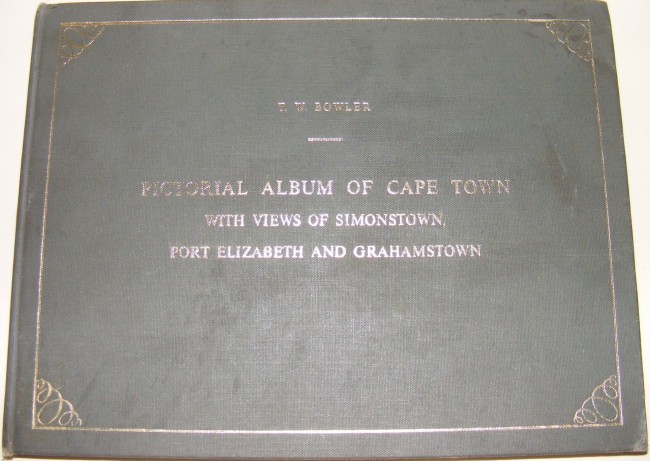 T. W. BOWLER
PICTORIAL ALBUM OF CAPE TOWN
WITH VIEWS OF SIMONSTOWN,
PORT ELIZABETH AND GRAHAMSTOWN